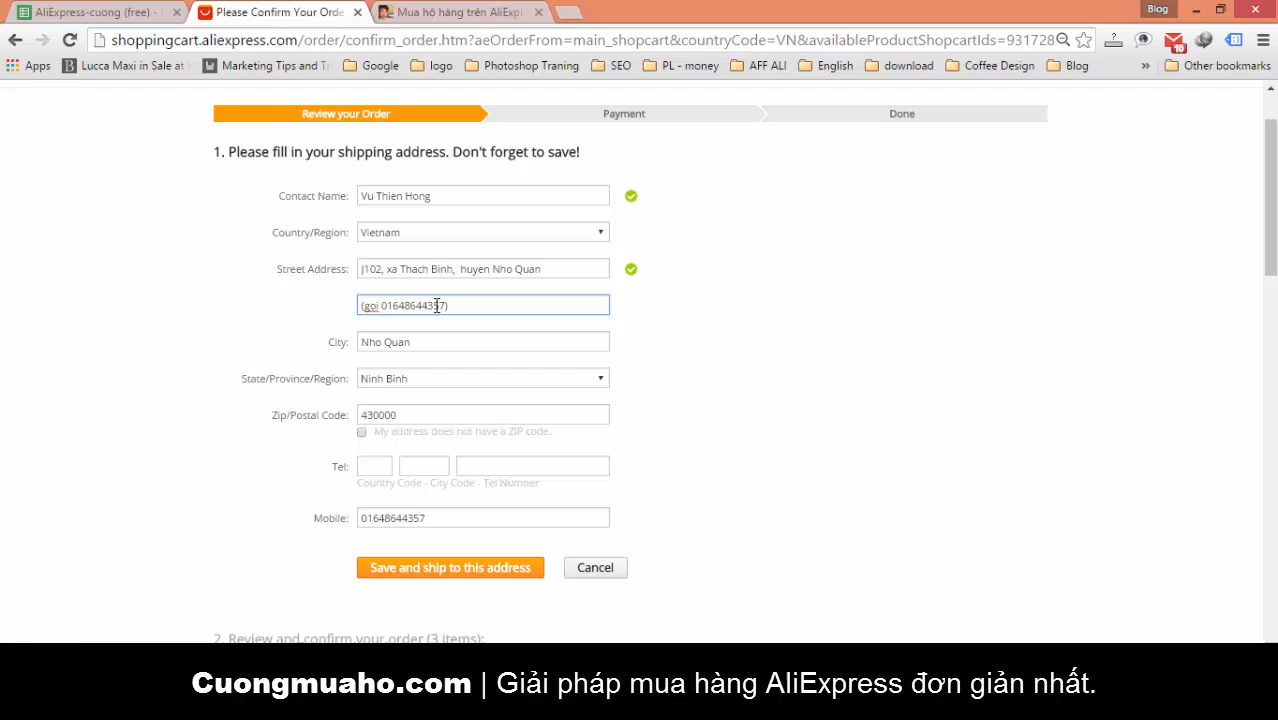 AliExpress-cuong (free) -
Please Confirm Your Orde
Mua hộ hàng trên AliExpr
Blog
shoppingcart.aliexpress.com/order/confirm_order.htm?aeOrderFrom=main_shopcart&countryCode=VN&availableProductShopcartIds=931728
10
Apps
Lucca Maxi in Sale at
Marketing Tips and Tr
Google
logo
Photoshop Traning
SEO
PL - money
AFF ALI
English
download
Coffee Design
Blog
»
Other bookmarks
Review your Order
Payment
Done
1. Please fill in your shipping address. Don't forget to save!
Contact Name: Vu Thien Hong
Country/Region: Vietnam
Street Address: J102, xa Thach Binh, huyen Nho Quan
(goi 01648644357)
City: Nho Quan
State/Province/Region: Ninh Binh
Zip/Postal Code: 430000
My address does not have a ZIP code.
Tel:
Country Code - City Code - Tel Number
Mobile: 01648644357
Save and ship to this address
Cancel
2. Review and confirm your order (3 items):
Cuongmuaho.com | Giải pháp mua hàng AliExpress đơn giản nhất.